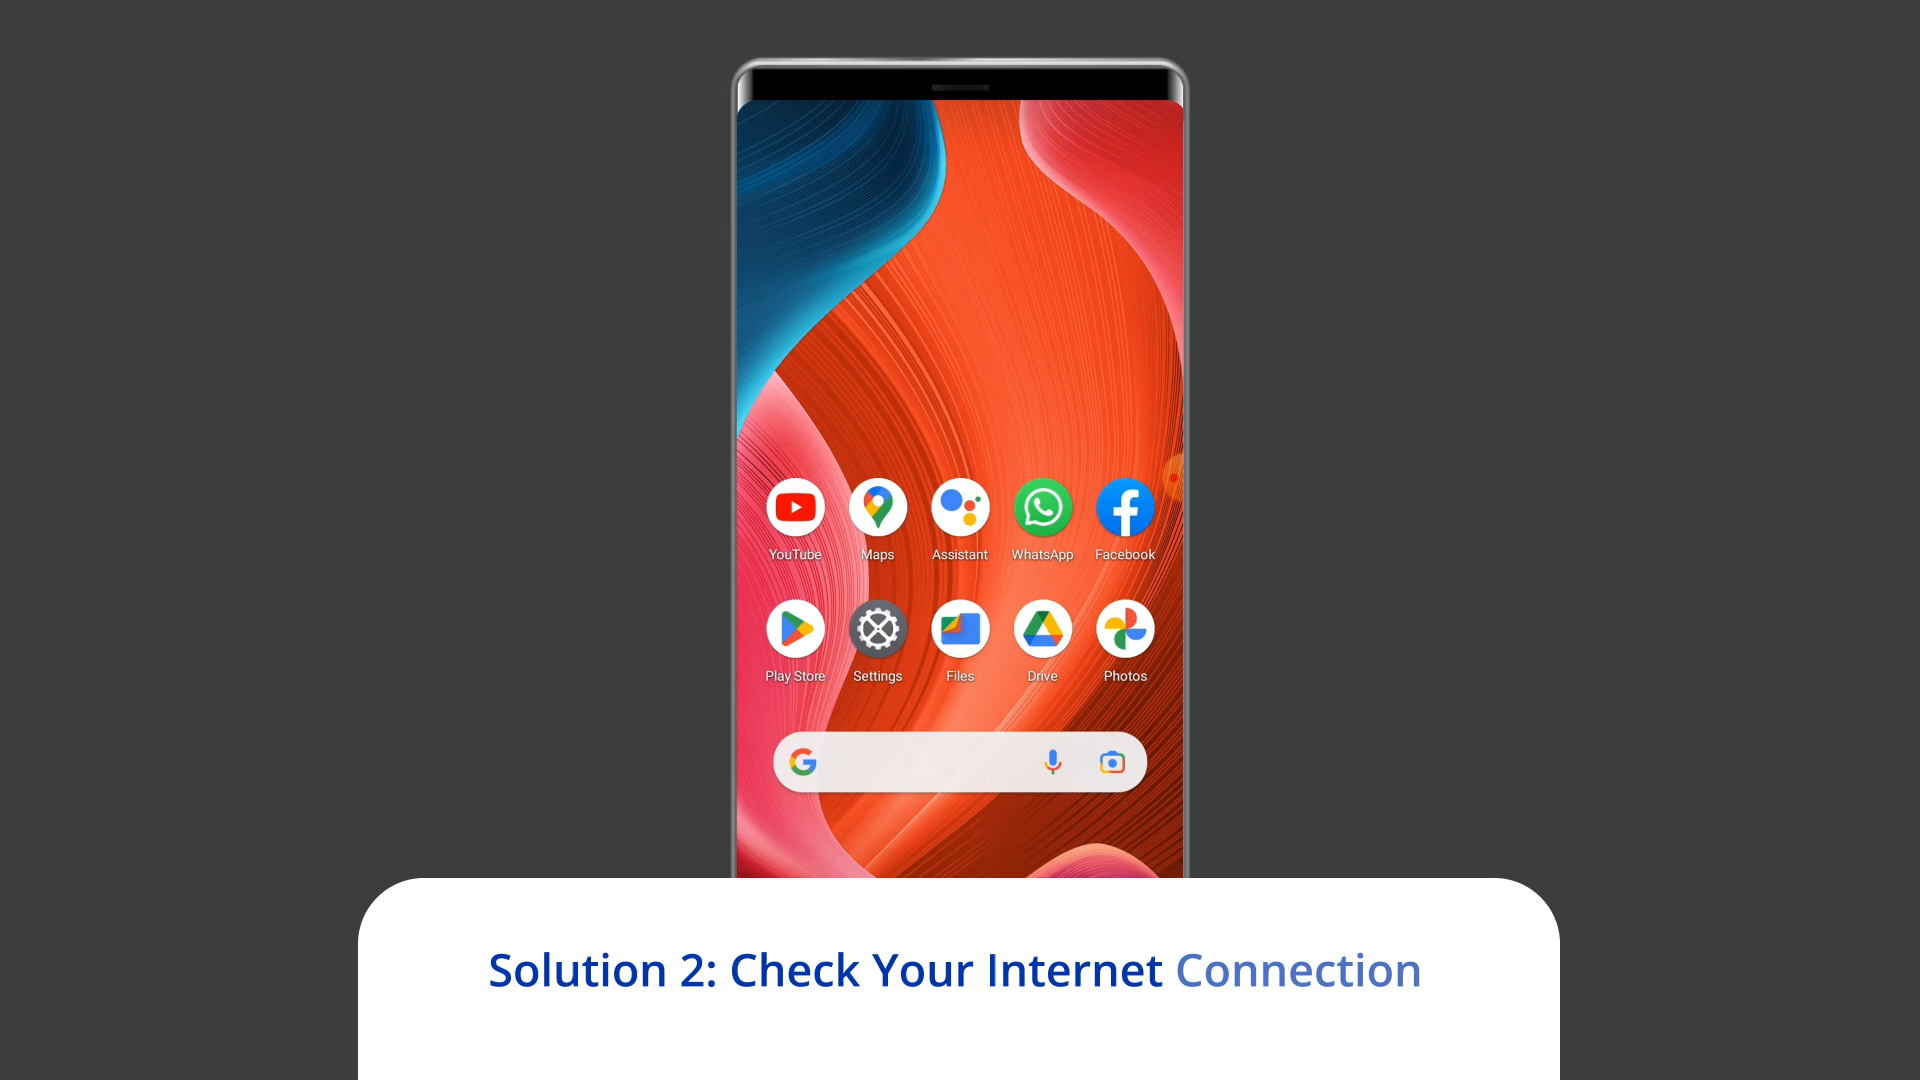 YouTube Maps Assistant WhatsApp Facebook
Play Store Settings Files Drive Photos
Solution 2: Check Your Internet Connection